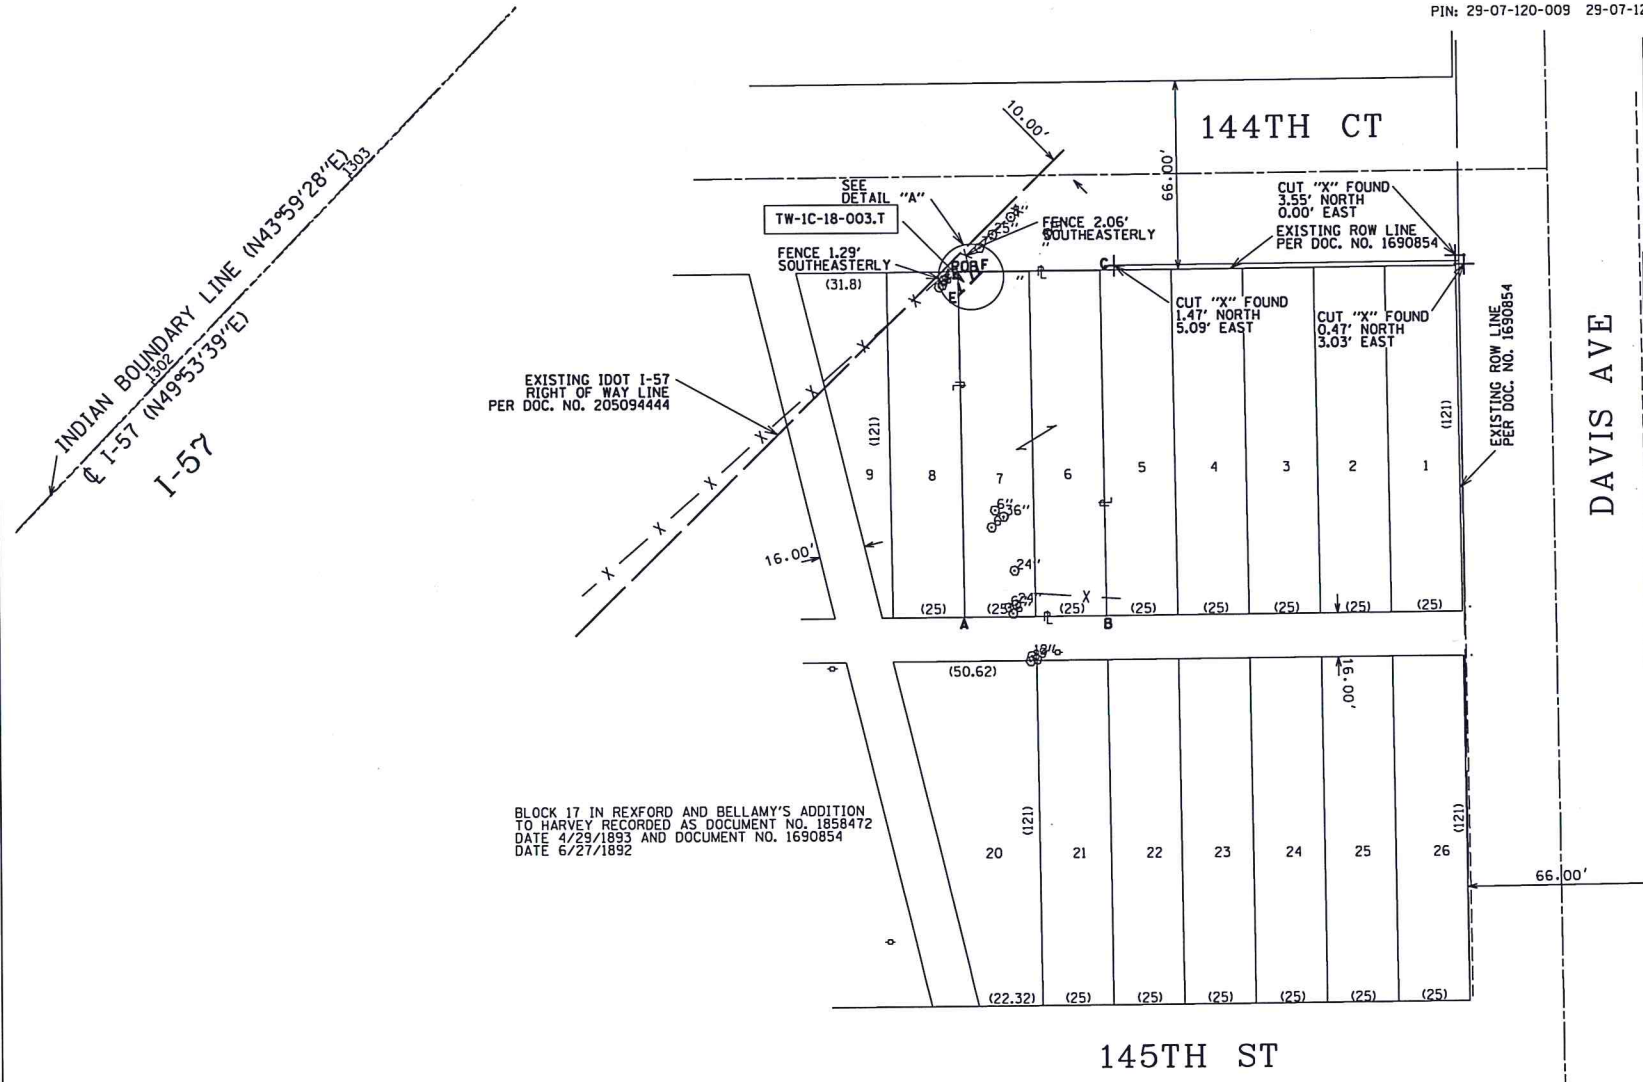 PIN: 29-07-120-009 29-07-12
INDIAN BOUNDARY LINE (N43°59'28"E)
1303
1302
℄ I-57 (N49°53'39"E)
I-57
10.00'
144TH CT
66.00'
SEE
DETAIL "A"
TW-1C-18-003.T
FENCE 2.06'
SOUTHEASTERLY
FENCE 1.29'
SOUTHEASTERLY
CUT "X" FOUND
3.55' NORTH
0.00' EAST
EXISTING ROW LINE
PER DOC. NO. 1690854
25"
POB F
E
C
(31.8)
CUT "X" FOUND
1.47' NORTH
5.09' EAST
CUT "X" FOUND
0.47' NORTH
3.03' EAST
EXISTING ROW LINE
PER DOC. NO. 1690854
DAVIS AVE
EXISTING IDOT I-57
RIGHT OF WAY LINE
PER DOC. NO. 205094444
X X X X X X X
(121)
(121)
9 8 7 6 5 4 3 2 1
6"
36"
24"
24"
X
16.00'
(25) (25) (25) (25) (25) (25) (25) (25)
A B
18"
(50.62)
16.00'
BLOCK 17 IN REXFORD AND BELLAMY'S ADDITION
TO HARVEY RECORDED AS DOCUMENT NO. 1858472
DATE 4/29/1893 AND DOCUMENT NO. 1690854
DATE 6/27/1892
(121)
(121)
20 21 22 23 24 25 26
66.00'
(22.32) (25) (25) (25) (25) (25) (25)
145TH ST